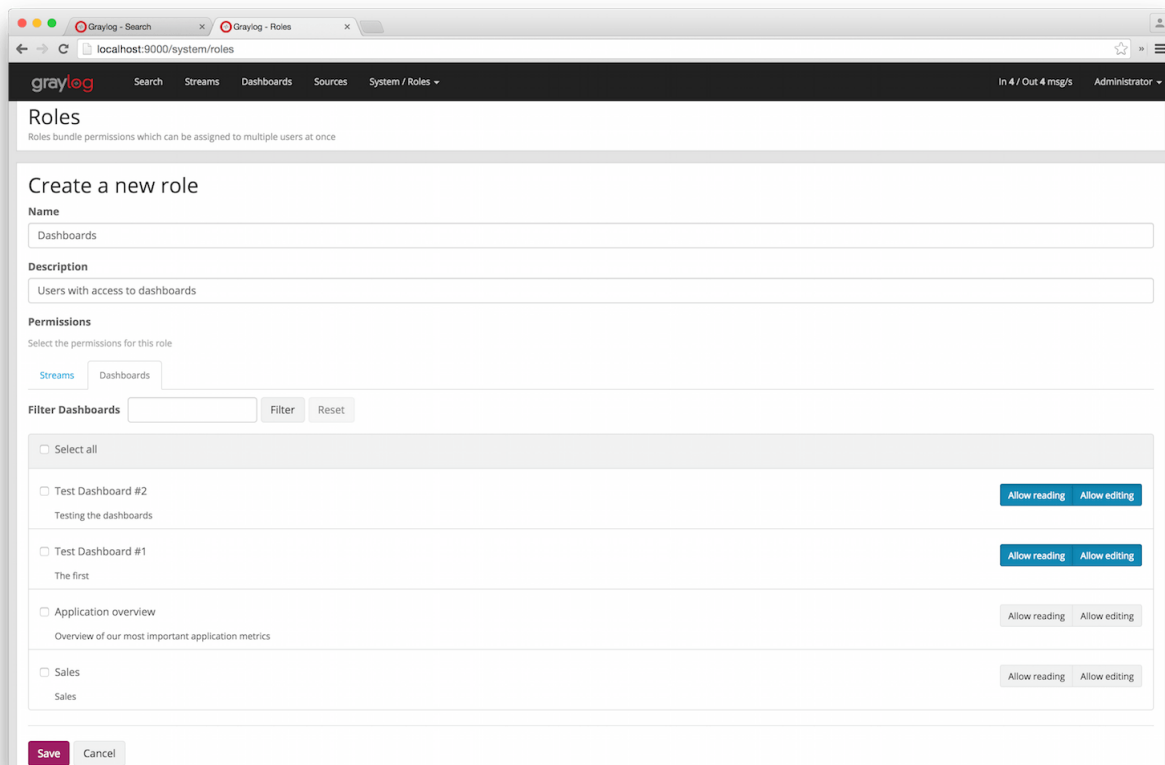 Graylog - Search
Graylog - Roles
localhost:9000/system/roles
graylog Search Streams Dashboards Sources System / Roles In 4 / Out 4 msg/s Administrator
Roles
Roles bundle permissions which can be assigned to multiple users at once
Create a new role
Name
Dashboards
Description
Users with access to dashboards
Permissions
Select the permissions for this role
Streams Dashboards
Filter Dashboards Filter Reset
Select all
Test Dashboard #2 Allow reading Allow editing
Testing the dashboards
Test Dashboard #1 Allow reading Allow editing
The first
Application overview Allow reading Allow editing
Overview of our most important application metrics
Sales Allow reading Allow editing
Sales
Save Cancel